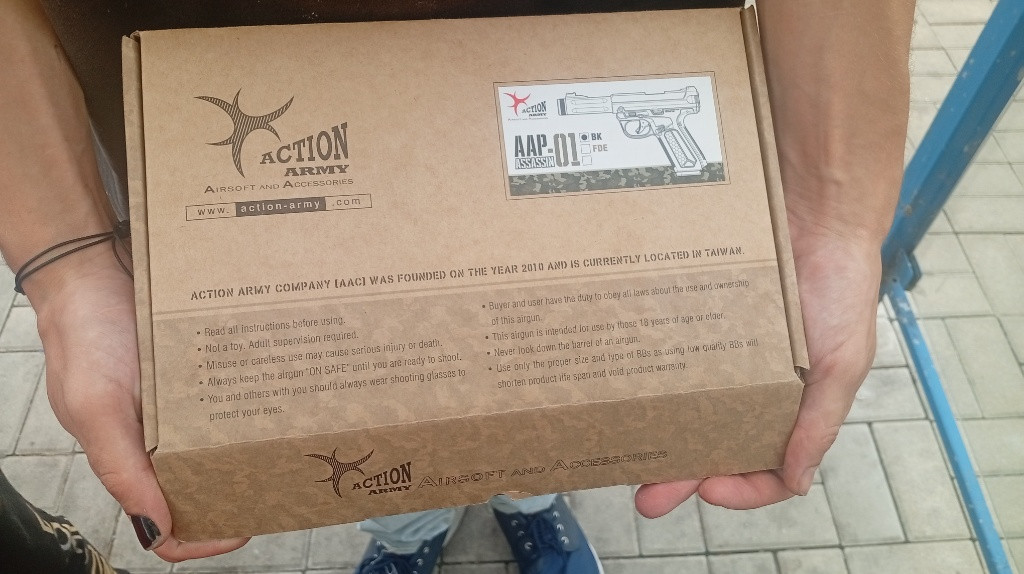 ACTION
ARMY
AIRSOFT AND ACCESSORIES
www. action-army .com
ACTION
ARMY
AAP-01
ASSASSIN
BK
FDE
ACTION ARMY COMPANY (AAC) WAS FOUNDED ON THE YEAR 2010 AND IS CURRENTLY LOCATED IN TAIWAN.
• Read all instructions before using.
• Not a toy. Adult supervision required.
• Misuse or careless use may cause serious injury or death.
• Always keep the airgun "ON SAFE" until you are ready to shoot.
• You and others with you should always wear shooting glasses to
protect your eyes.
• Buyer and user have the duty to obey all laws about the use and ownership
of this airgun.
• This airgun is intended for use by those 18 years of age or elder.
• Never look down the barrel of an airgun.
• Use only the proper size and type of BBs as using low quality BBs will
shorten product life span and void product warranty.
ACTION
ARMY
AIRSOFT AND ACCESSORIES